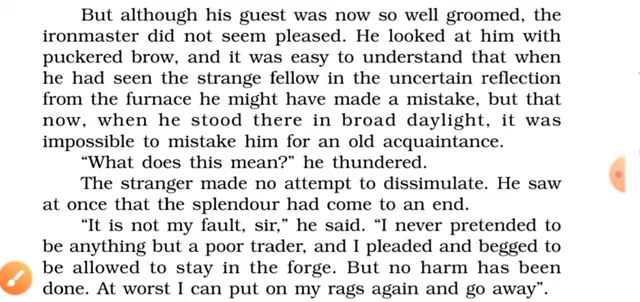 But although his guest was now so well groomed, the
ironmaster did not seem pleased. He looked at him with
puckered brow, and it was easy to understand that when
he had seen the strange fellow in the uncertain reflection
from the furnace he might have made a mistake, but that
now, when he stood there in broad daylight, it was
impossible to mistake him for an old acquaintance.
“What does this mean?” he thundered.
The stranger made no attempt to dissimulate. He saw
at once that the splendour had come to an end.
“It is not my fault, sir,” he said. “I never pretended to
be anything but a poor trader, and I pleaded and begged to
be allowed to stay in the forge. But no harm has been
done. At worst I can put on my rags again and go away”.